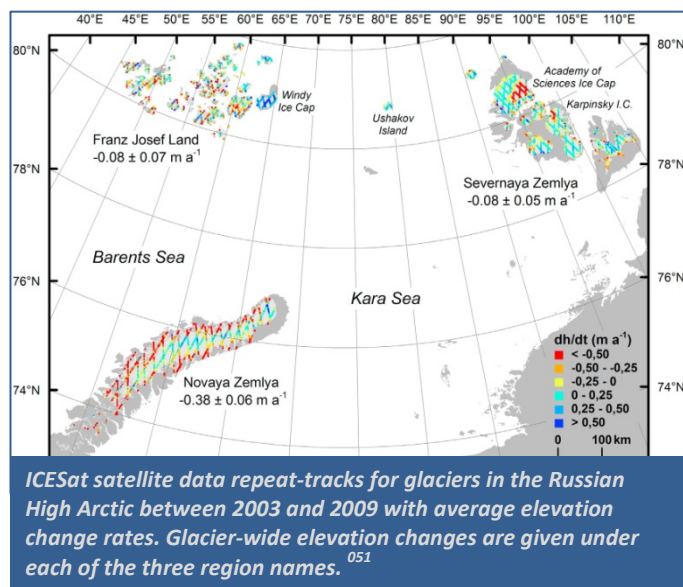 40°E 45°E 50°E 55°E 60°E 65°E 70°E 75°E 80°E 85°E 90°E 95°E 100°E 105°E 110°E
80°N
80°N
Academy of
Sciences Ice Cap
Windy
Ice Cap
Ushakov
Island
Karpinsky I.C.
Franz Josef Land
-0.08 ± 0.07 m a⁻¹
78°N
78°N
Severnaya Zemlya
-0.08 ± 0.05 m a⁻¹
Barents Sea
76°N
76°N
Kara Sea
dh/dt (m a⁻¹)
< -0,50
-0,50 - -0,25
-0,25 - 0
0 - 0,25
0,25 - 0,50
> 0,50
0 100 km
Novaya Zemlya
-0.38 ± 0.06 m a⁻¹
74°N
74°N
ICESat satellite data repeat-tracks for glaciers in the Russian
High Arctic between 2003 and 2009 with average elevation
change rates. Glacier-wide elevation changes are given under
each of the three region names. 051